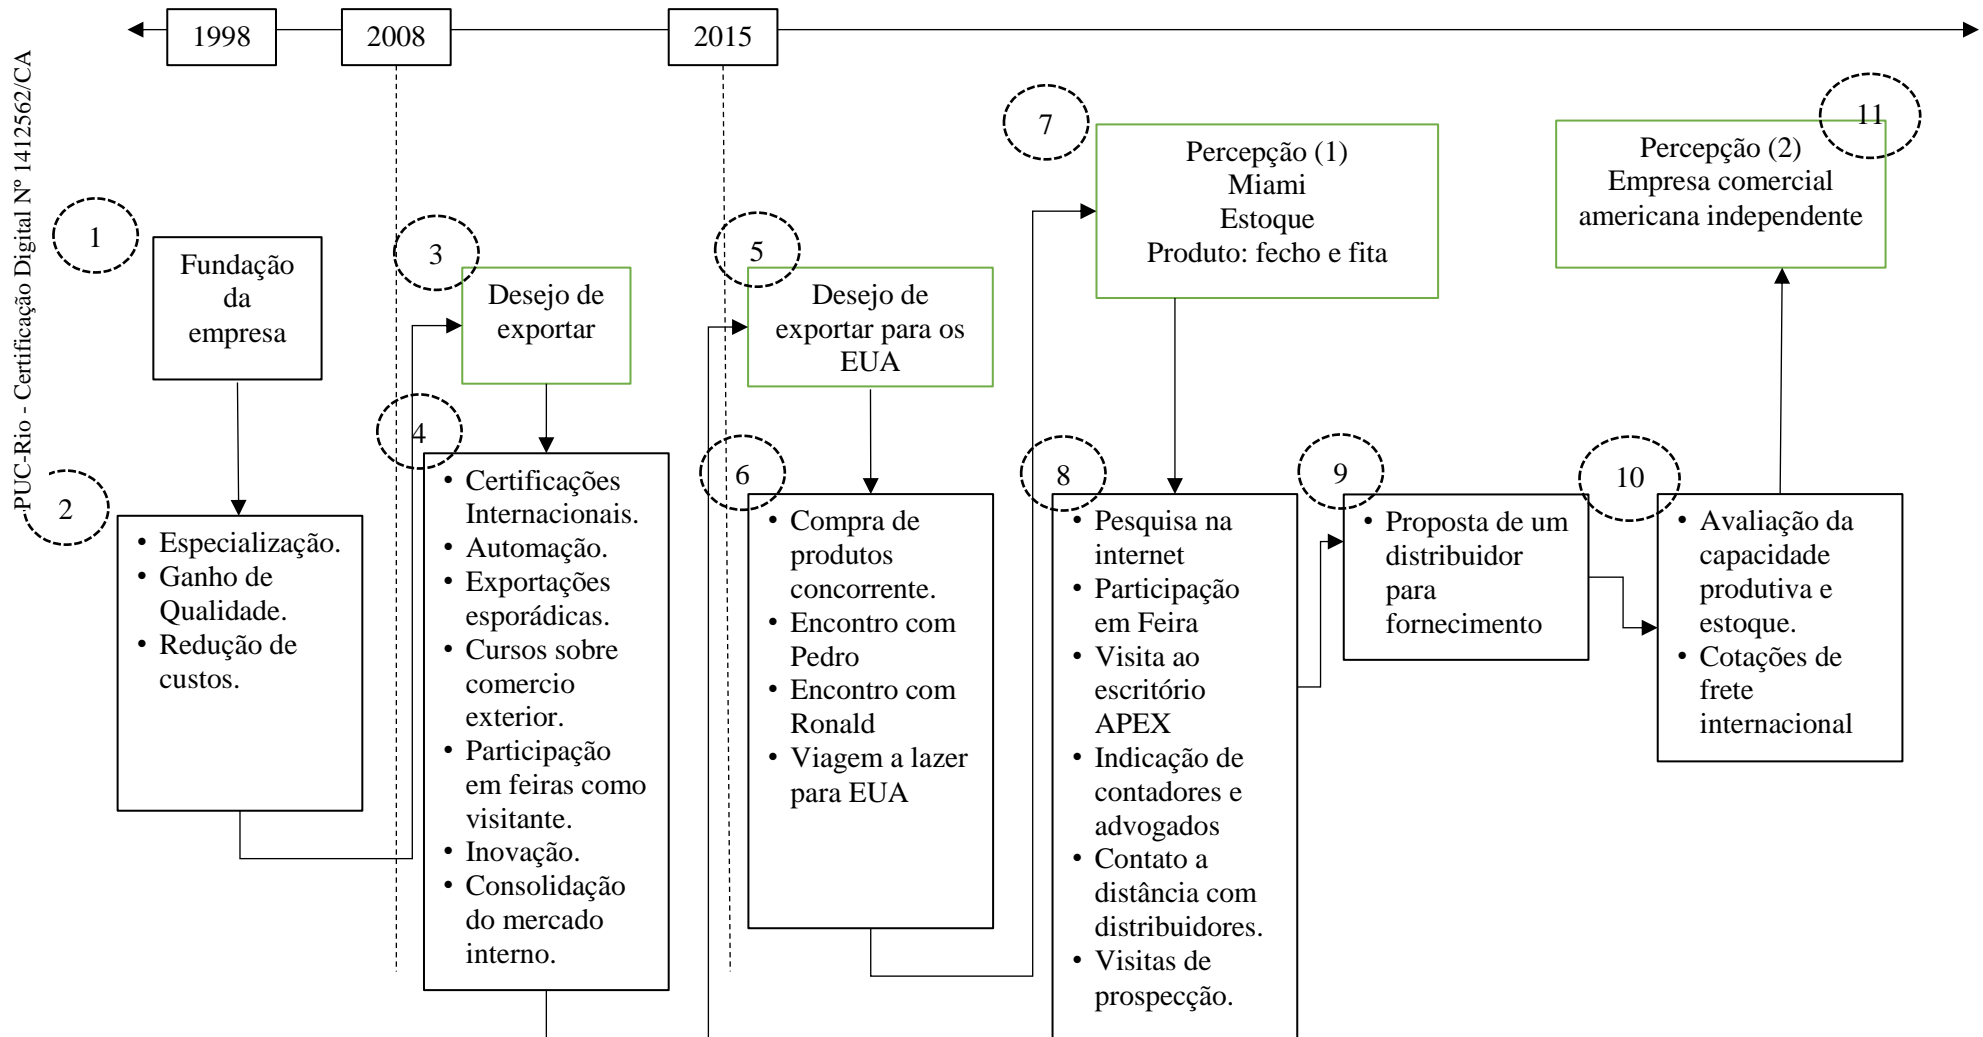 1998
2008
2015
PUC-Rio - Certificação Digital Nº 1412562/CA
1
Fundação
da
empresa
2
• Especialização.
• Ganho de
Qualidade.
• Redução de
custos.
3
Desejo de
exportar
4
• Certificações
Internacionais.
• Automação.
• Exportações
esporádicas.
• Cursos sobre
comercio
exterior.
• Participação
em feiras como
visitante.
• Inovação.
• Consolidação
do mercado
interno.
5
Desejo de
exportar para os
EUA
6
• Compra de
produtos
concorrente.
• Encontro com
Pedro
• Encontro com
Ronald
• Viagem a lazer
para EUA
7
Percepção (1)
Miami
Estoque
Produto: fecho e fita
8
• Pesquisa na
internet
• Participação
em Feira
• Visita ao
escritório
APEX
• Indicação de
contadores e
advogados
• Contato a
distância com
distribuidores.
• Visitas de
prospecção.
9
• Proposta de um
distribuidor
para
fornecimento
10
• Avaliação da
capacidade
produtiva e
estoque.
• Cotações de
frete
internacional
11
Percepção (2)
Empresa comercial
americana independente